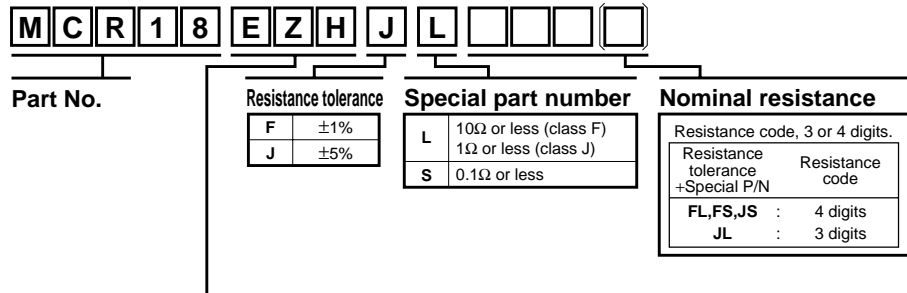 MCR18 EZH J L
Part No.
Resistance tolerance
F ±1%
J ±5%
Special part number
L 10Ω or less (class F)
1Ω or less (class J)
S 0.1Ω or less
Nominal resistance
Resistance code, 3 or 4 digits.
Resistance tolerance +Special P/N
Resistance code
FL,FS,JS : 4 digits
JL : 3 digits